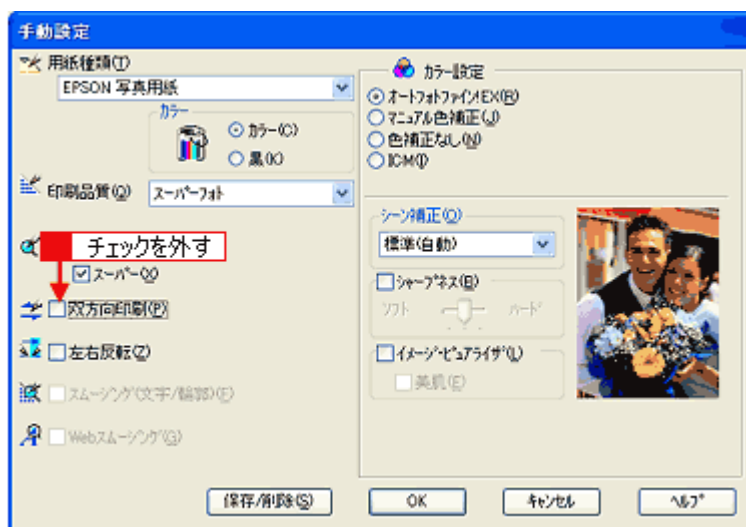 手動設定
用紙種類(T)
EPSON 写真用紙
カラー
カラー(C)
黒(K)
印刷品質(Q)
スーパーフォト
チェックを外す
スーパー(X)
双方向印刷(P)
左右反転(Z)
スムージング(文字/輪郭)(F)
Webスムージング(G)
カラー設定
オートフォトファイン!EX(R)
マニュアル色補正(J)
色補正なし(N)
ICM(I)
シーン補正(O)
標準(自動)
シャープネス(B)
ソフト
ハード
イメージ・ピュアライザ(L)
美肌(E)
保存/削除(S)
OK
キャンセル
ヘルプ